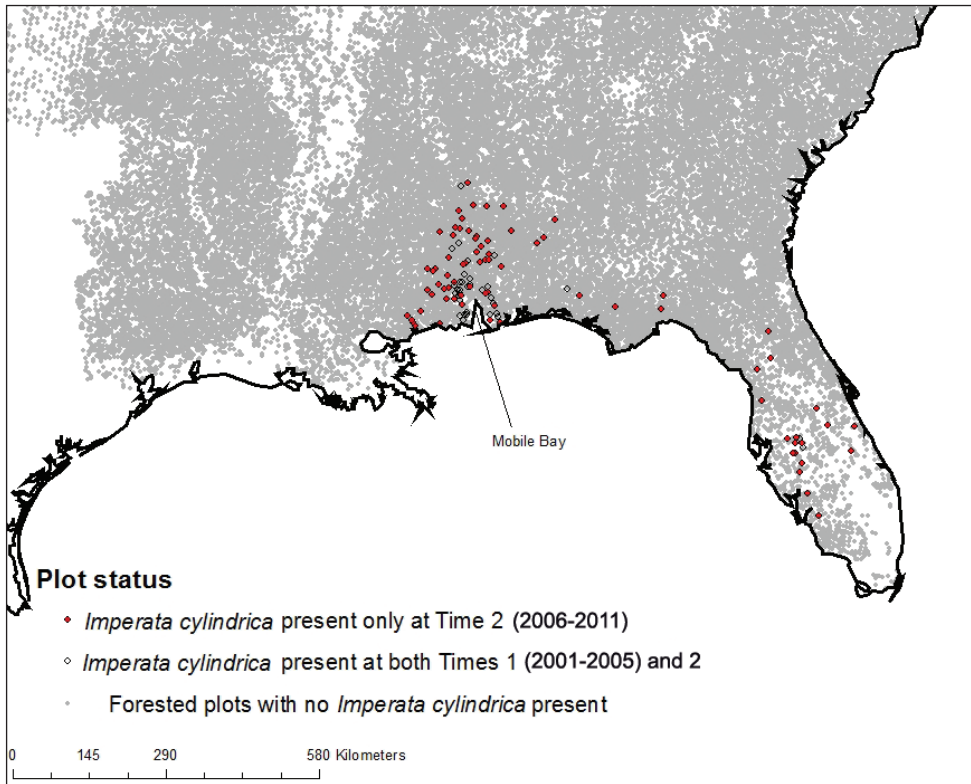 Mobile Bay
Plot status
Imperata cylindrica present only at Time 2 (2006-2011)
Imperata cylindrica present at both Times 1 (2001-2005) and 2
Forested plots with no Imperata cylindrica present
0 145 290 580 Kilometers